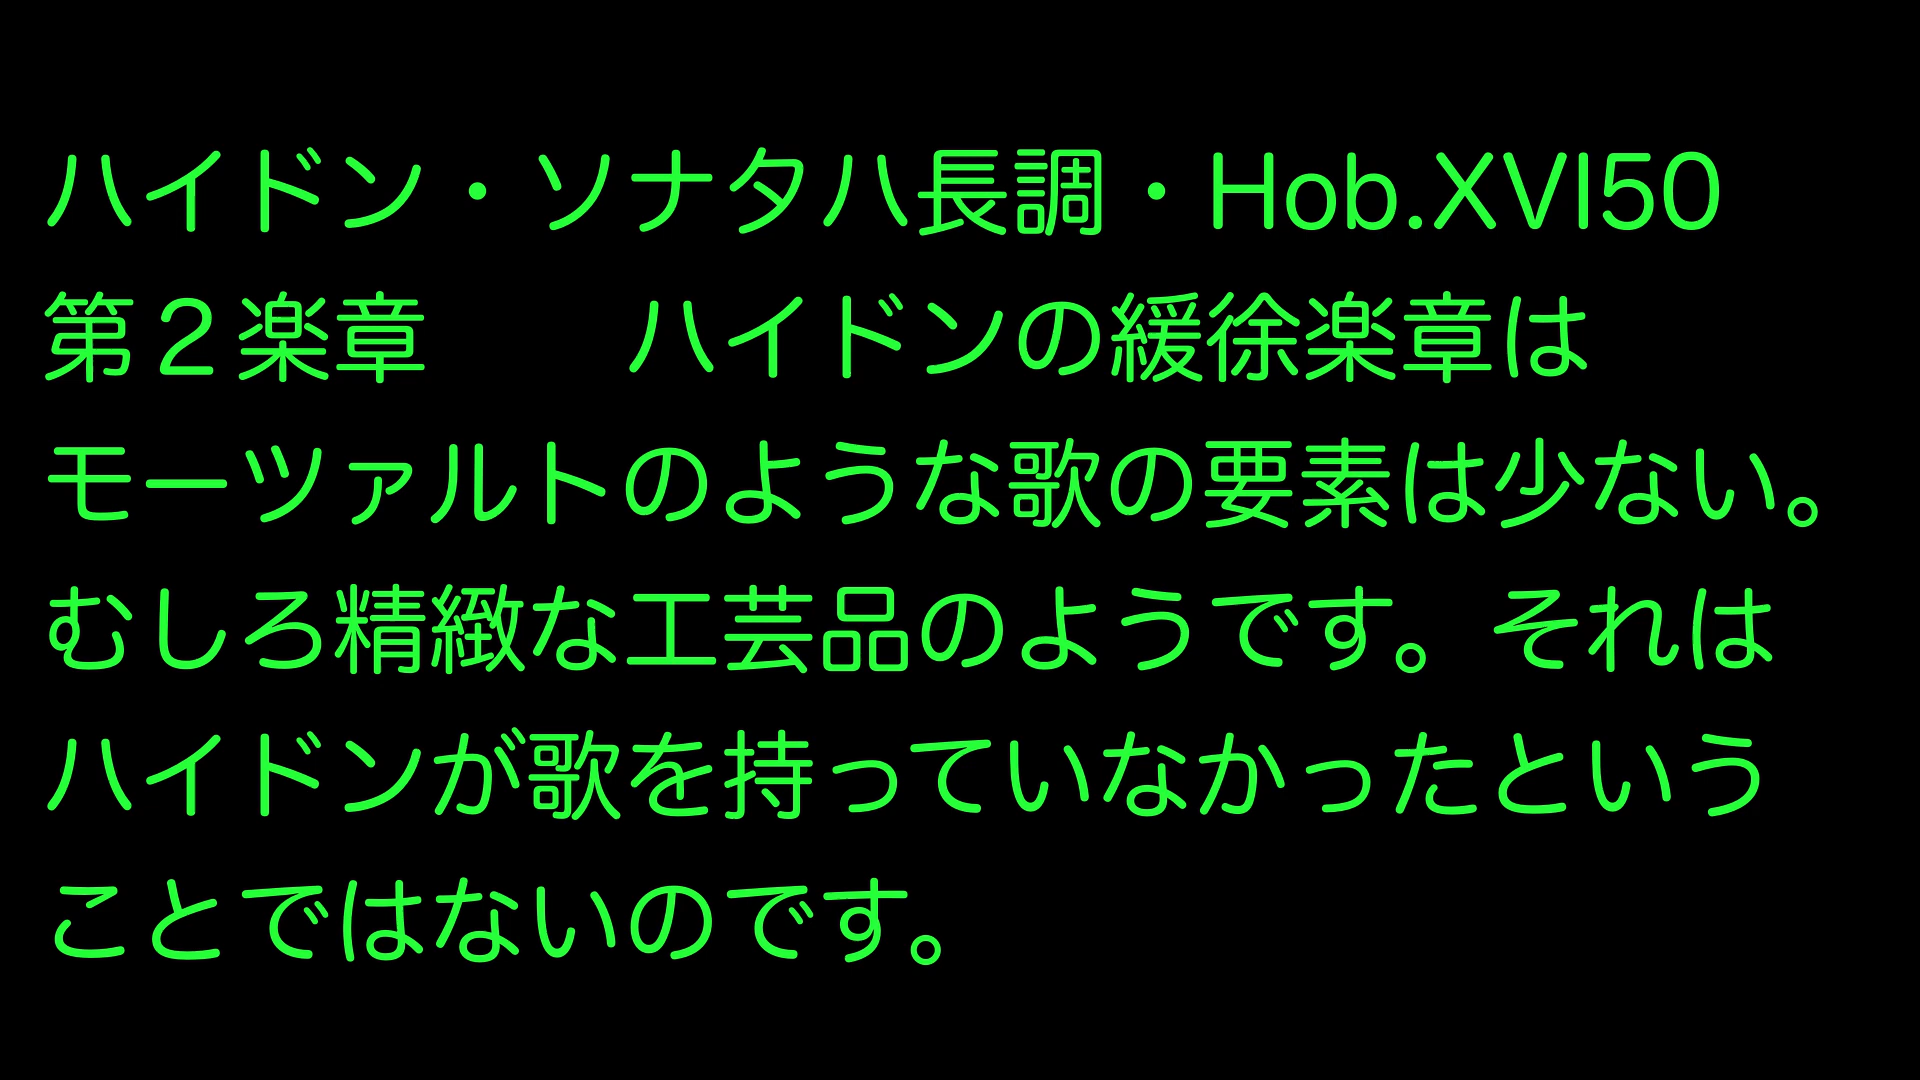 ハイドン・ソナタハ長調・Hob.XVI50
第２楽章　　ハイドンの緩徐楽章は
モーツァルトのような歌の要素は少ない。
むしろ精緻な工芸品のようです。それは
ハイドンが歌を持っていなかったという
ことではないのです。